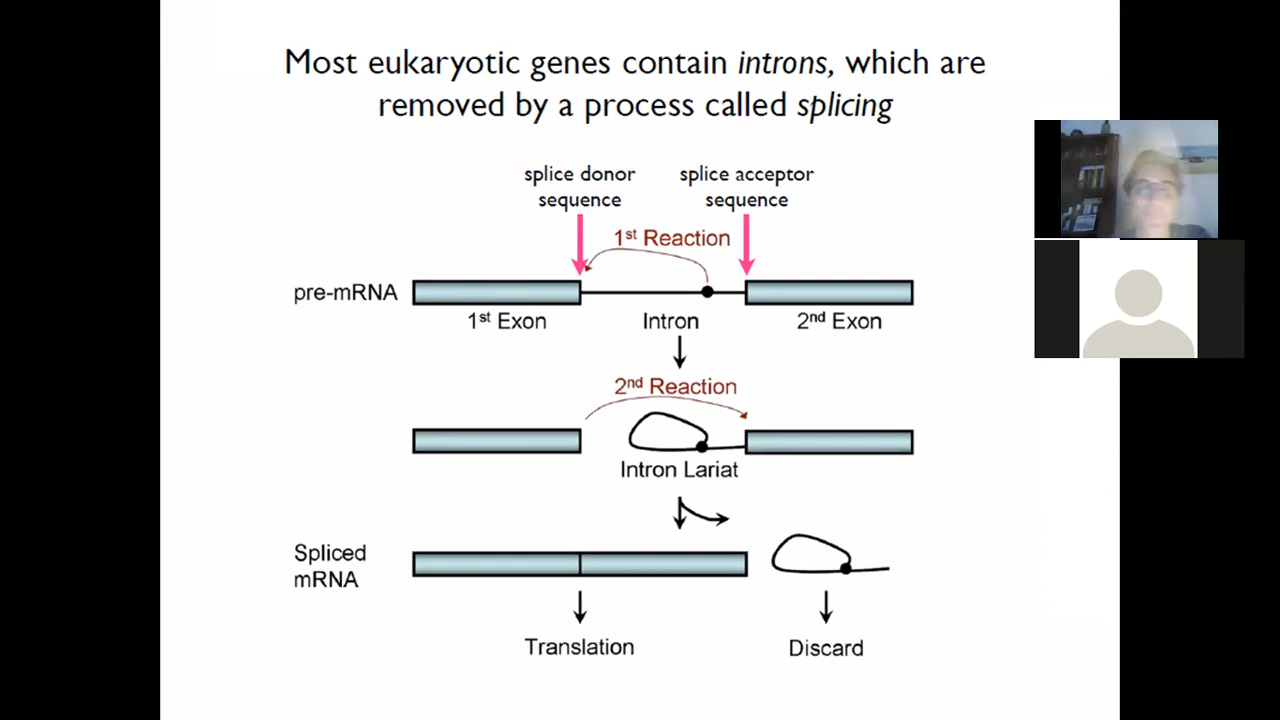 Most eukaryotic genes contain introns, which are
removed by a process called splicing
splice donor
sequence
splice acceptor
sequence
1st Reaction
pre-mRNA
1st Exon
Intron
2nd Exon
2nd Reaction
Intron Lariat
Spliced
mRNA
Translation
Discard